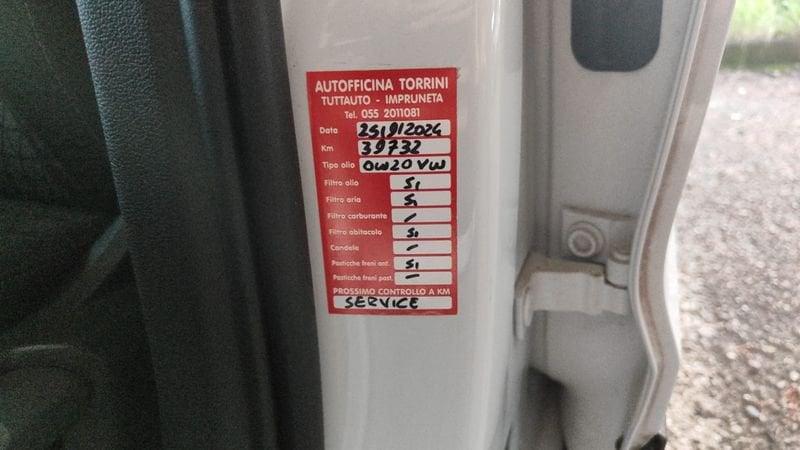 AUTOFFICINA TORRINI
TUTTAUTO - IMPRUNETA
Tel. 055 2011081
Data 25/9/2024
Km 39732
Tipo olio 0W20 VW
Filtro olio Si
Filtro aria Si
Filtro carburante /
Filtro abitacolo Si
Candele -
Pasticche freni ant. Si
Pasticche freni post. -
PROSSIMO CONTROLLO A KM
SERVICE